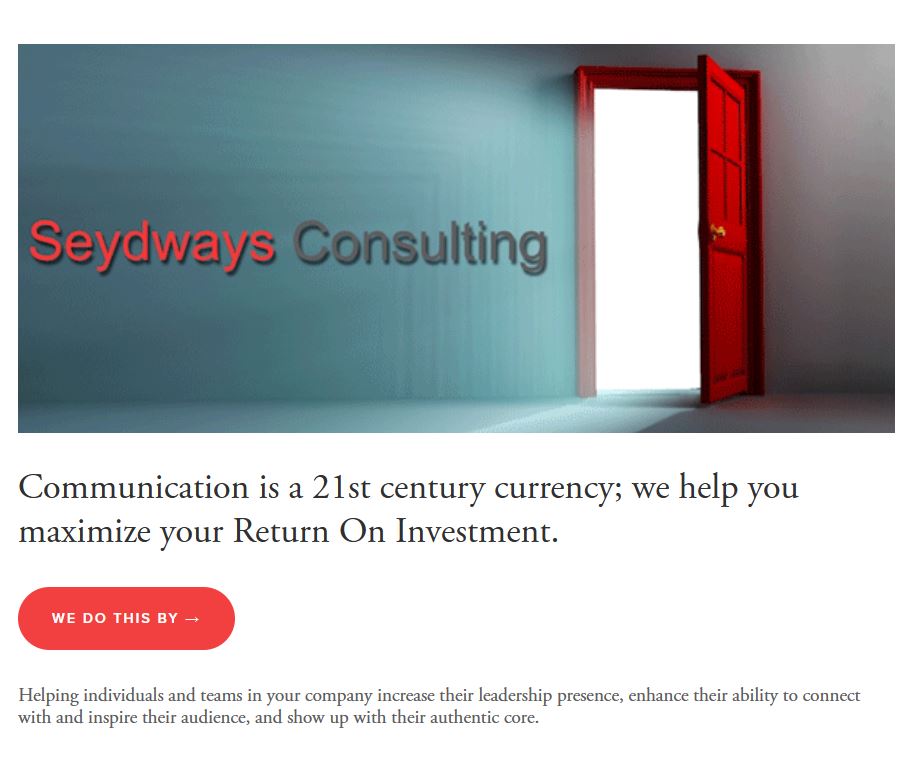 Seydways Consulting
Communication is a 21st century currency; we help you
maximize your Return On Investment.
WE DO THIS BY →
Helping individuals and teams in your company increase their leadership presence, enhance their ability to connect
with and inspire their audience, and show up with their authentic core.